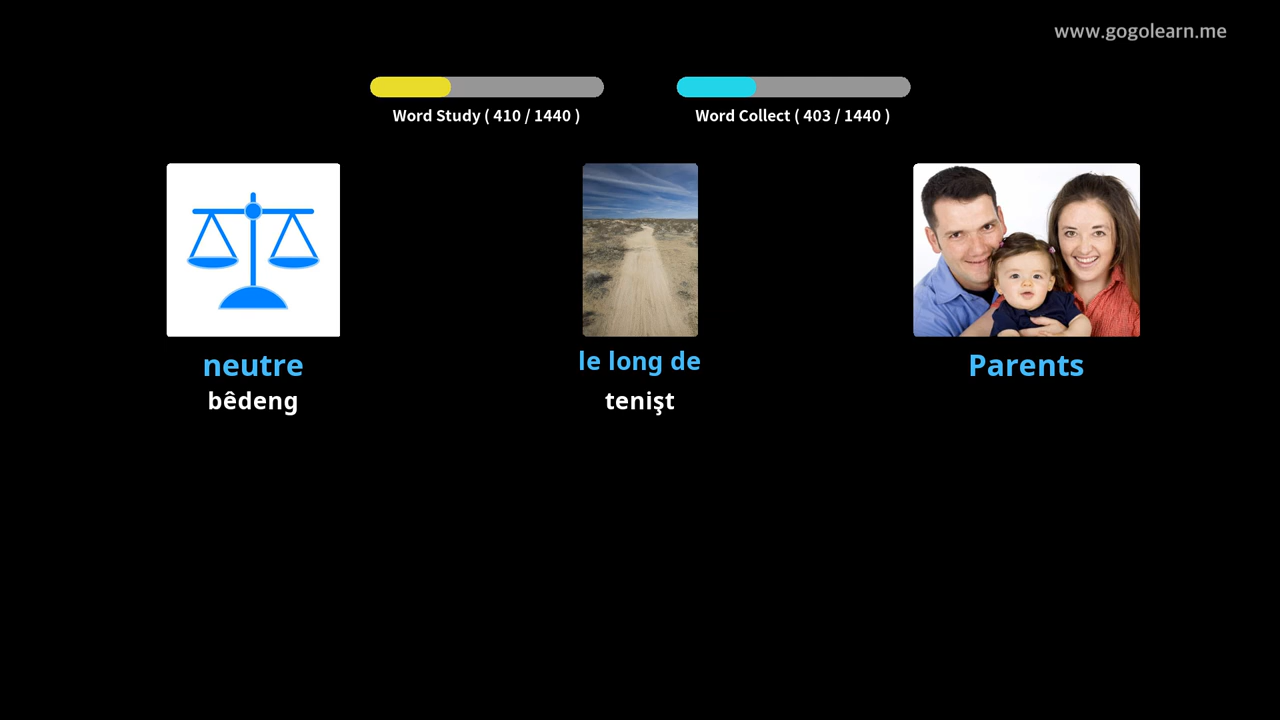 www.gogolearn.me
Word Study ( 410 / 1440 )
Word Collect ( 403 / 1440 )
neutre
bêdeng
le long de
tenişt
Parents